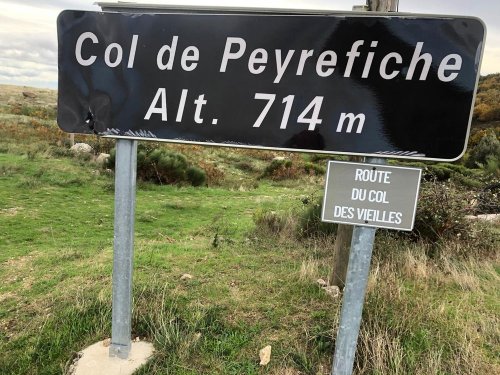 Col de Peyrefiche
Alt. 714 m
ROUTE
DU COL
DES VIEILLES